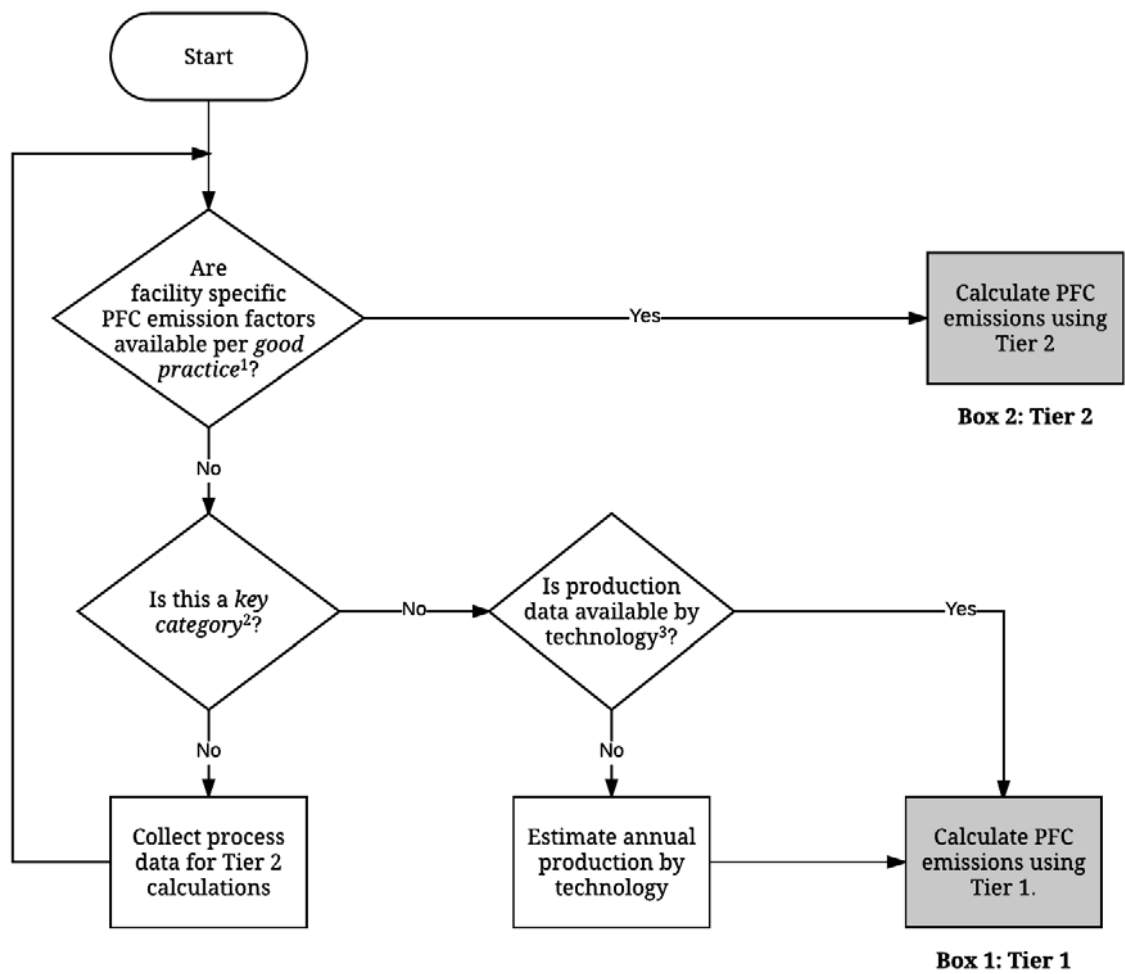 Start
Are
facility specific
PFC emission factors
available per good
practice¹?
Yes
Calculate PFC
emissions using
Tier 2
Box 2: Tier 2
No
Is this a key
category²?
No
Is production
data available by
technology³?
Yes
No
No
Collect process
data for Tier 2
calculations
Estimate annual
production by
technology
Calculate PFC
emissions using
Tier 1.
Box 1: Tier 1